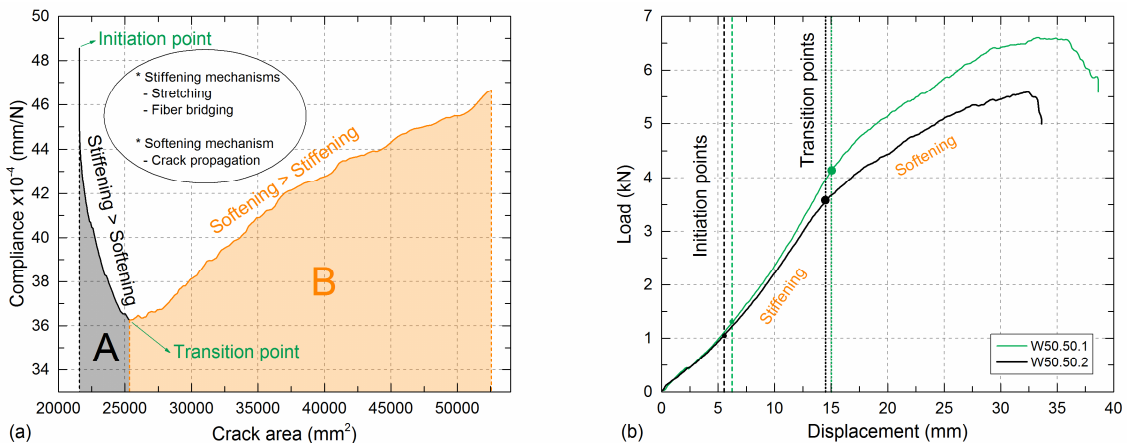 50
48
46
44
42
40
38
36
34
Compliance x10⁻⁴ (mm/N)
Initiation point
* Stiffening mechanisms
- Stretching
- Fiber bridging
* Softening mechanism
- Crack propagation
Stiffening > Softening
Softening > Stiffening
A
B
Transition point
20000 25000 30000 35000 40000 45000 50000
Crack area (mm²)
(a)
7
6
5
4
3
2
1
0
Load (kN)
Initiation points
Transition points
Stiffening
Softening
W50.50.1
W50.50.2
0 5 10 15 20 25 30 35 40
Displacement (mm)
(b)